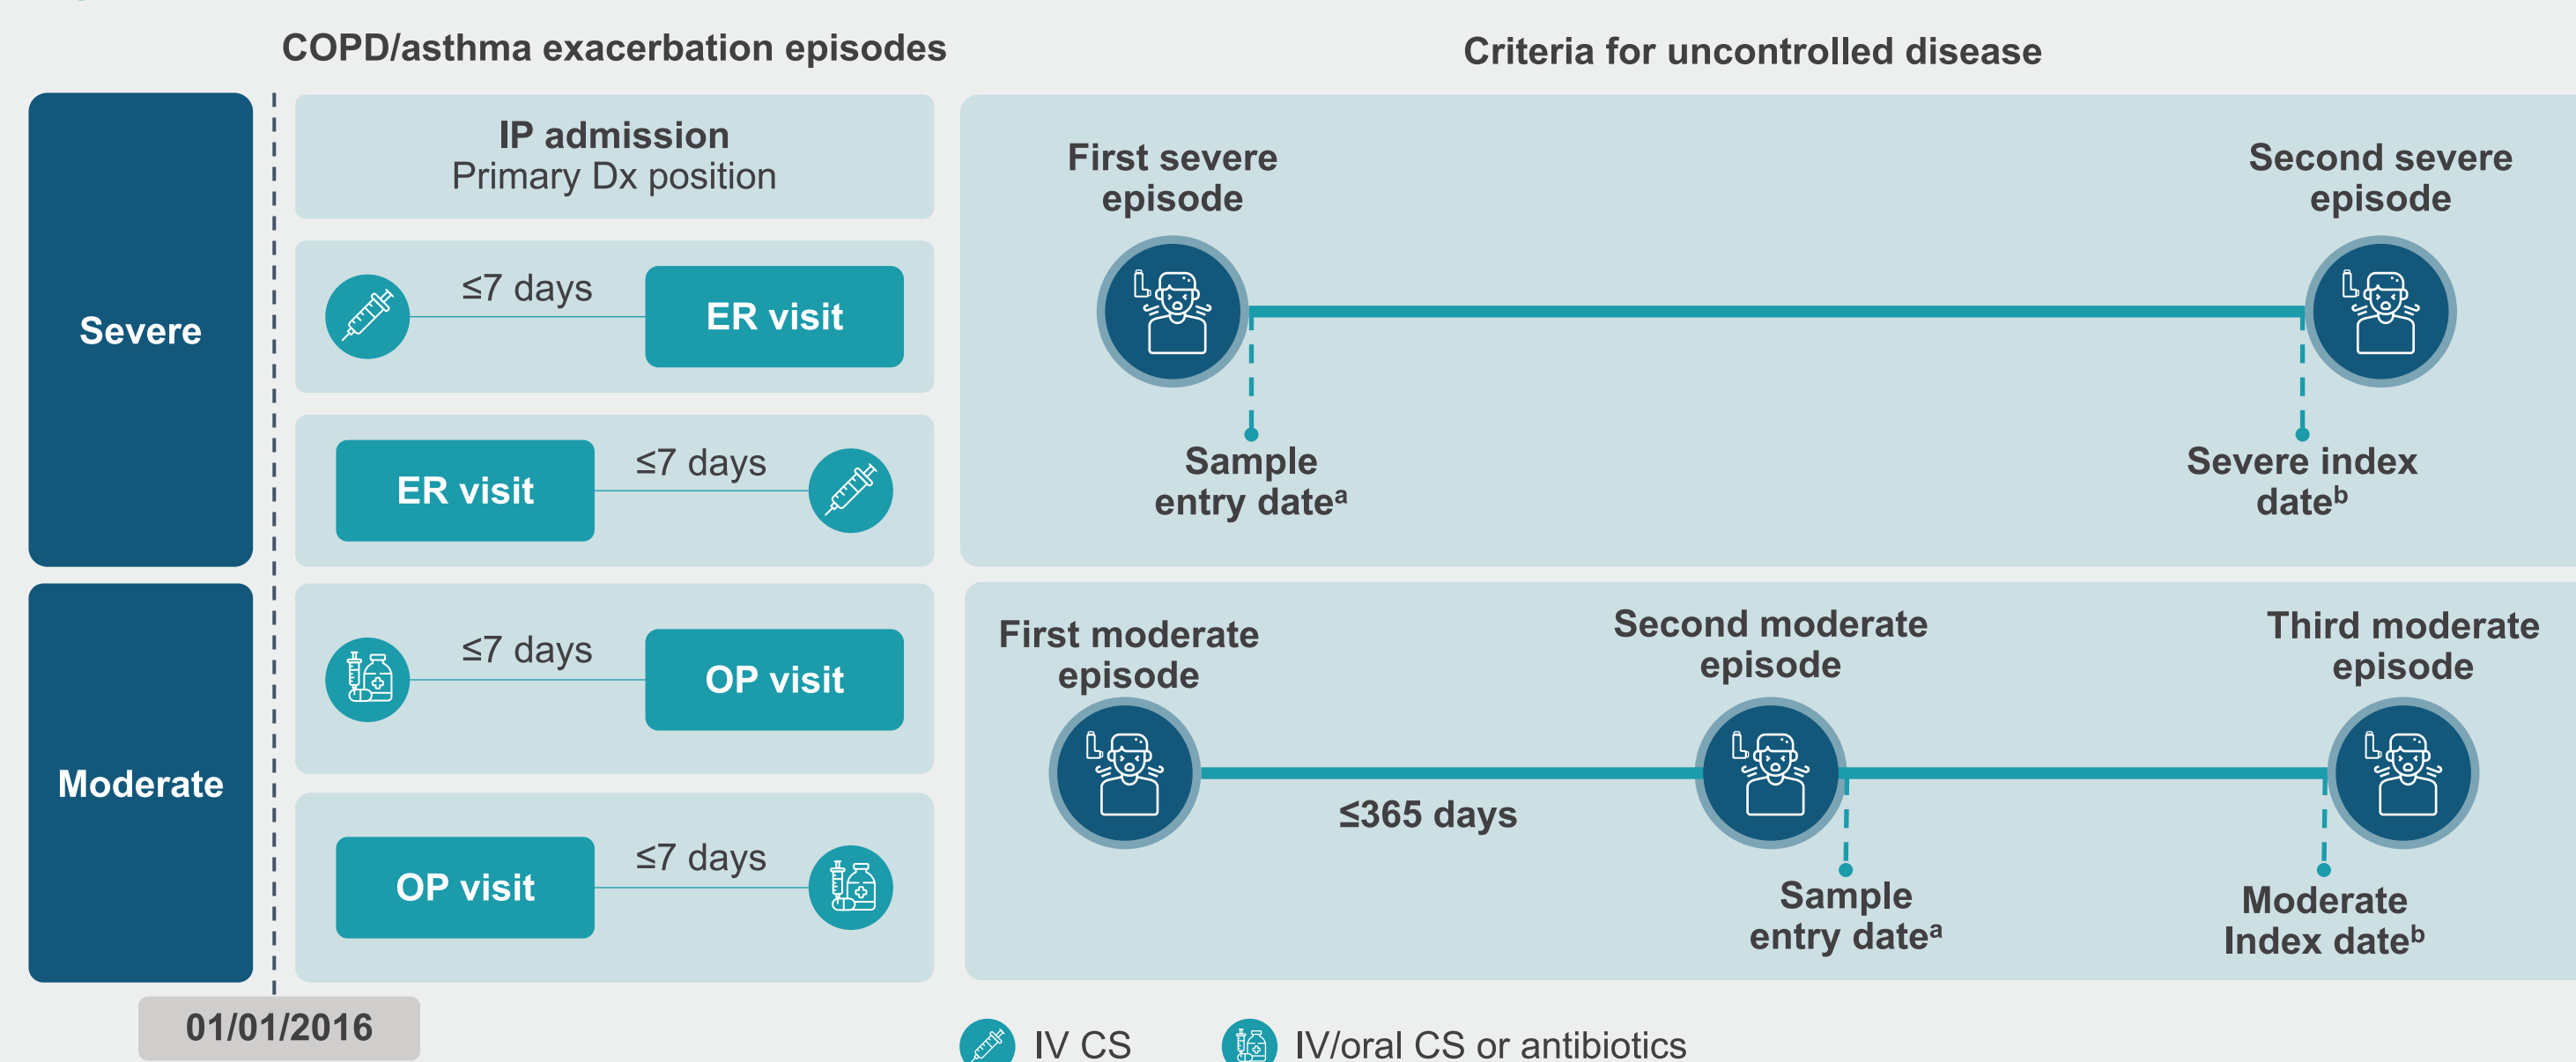 COPD/asthma exacerbation episodes
Criteria for uncontrolled disease
Severe
IP admission
Primary Dx position
≤7 days
ER visit
ER visit
≤7 days
First severe
episode
Second severe
episode
Sample
entry dateᵃ
Severe index
dateᵇ
Moderate
≤7 days
OP visit
OP visit
≤7 days
First moderate
episode
Second moderate
episode
Third moderate
episode
≤365 days
Sample
entry dateᵃ
Moderate
Index dateᵇ
01/01/2016
IV CS
IV/oral CS or antibiotics